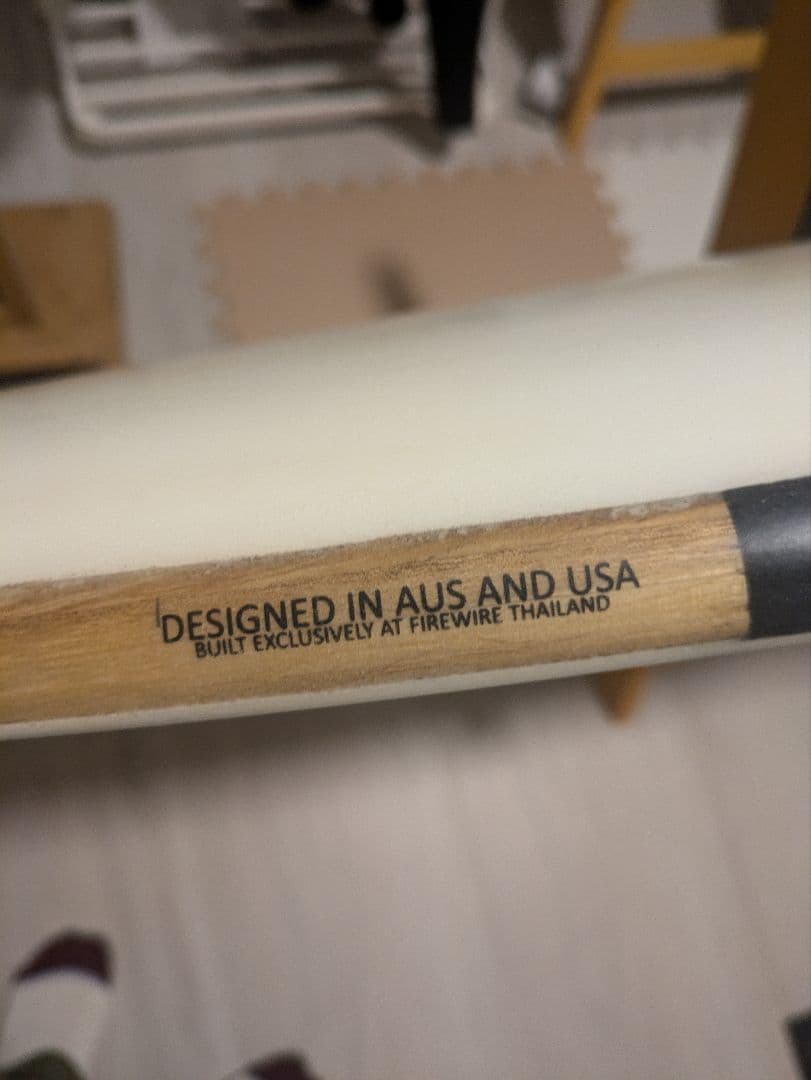 DESIGNED IN AUS AND USA
BUILT EXCLUSIVELY AT FIREWIRE THAILAND